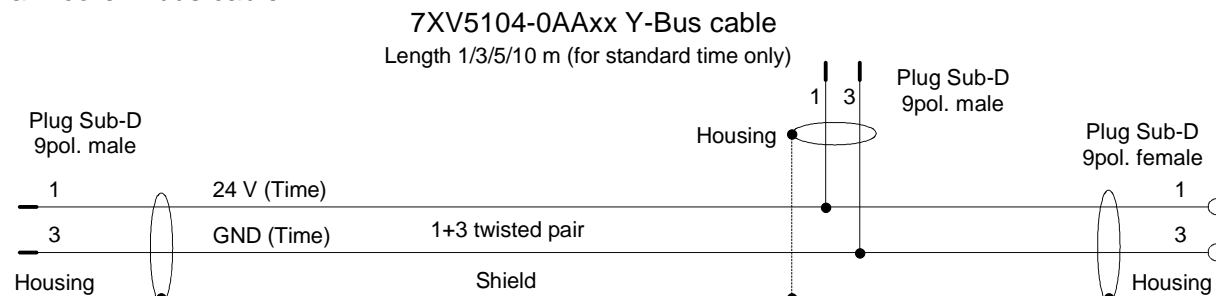 7XV5104-0AAxx Y-Bus cable
Length 1/3/5/10 m (for standard time only)
Plug Sub-D
9pol. male
1 3
Plug Sub-D
9pol. male
Housing
Plug Sub-D
9pol. female
1 24 V (Time) 1
3 GND (Time) 1+3 twisted pair 3
Housing Shield Housing